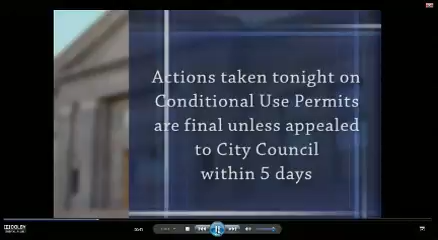 Actions taken tonight on
Conditional Use Permits
are final unless appealed
to City Council
within 5 days